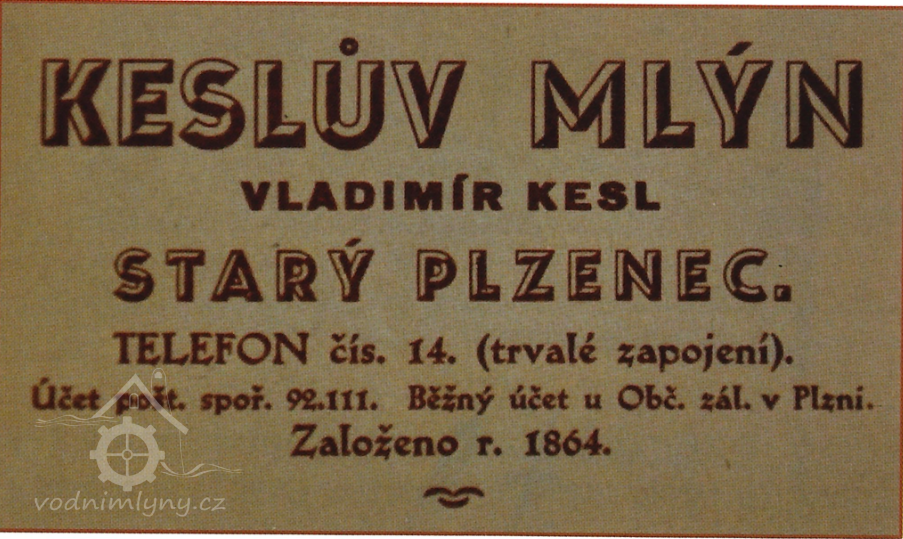 KESLŮV MLÝN
VLADIMÍR KESL
STARÝ PLZENEC.
TELEFON čís. 14. (trvalé zapojení).
Účet pošt. spoř. 92.111. Běžný účet u Obč. zál. v Plzni.
Založeno r. 1864.
vodnimlyny.cz